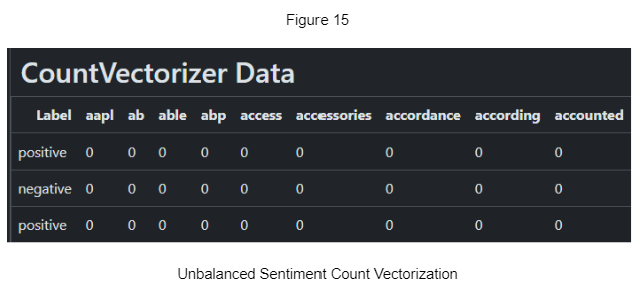 Figure 15
CountVectorizer Data
Label aapl ab able abp access accessories accordance according accounted
positive 0 0 0 0 0 0 0 0 0
negative 0 0 0 0 0 0 0 0 0
positive 0 0 0 0 0 0 0 0 0
Unbalanced Sentiment Count Vectorization